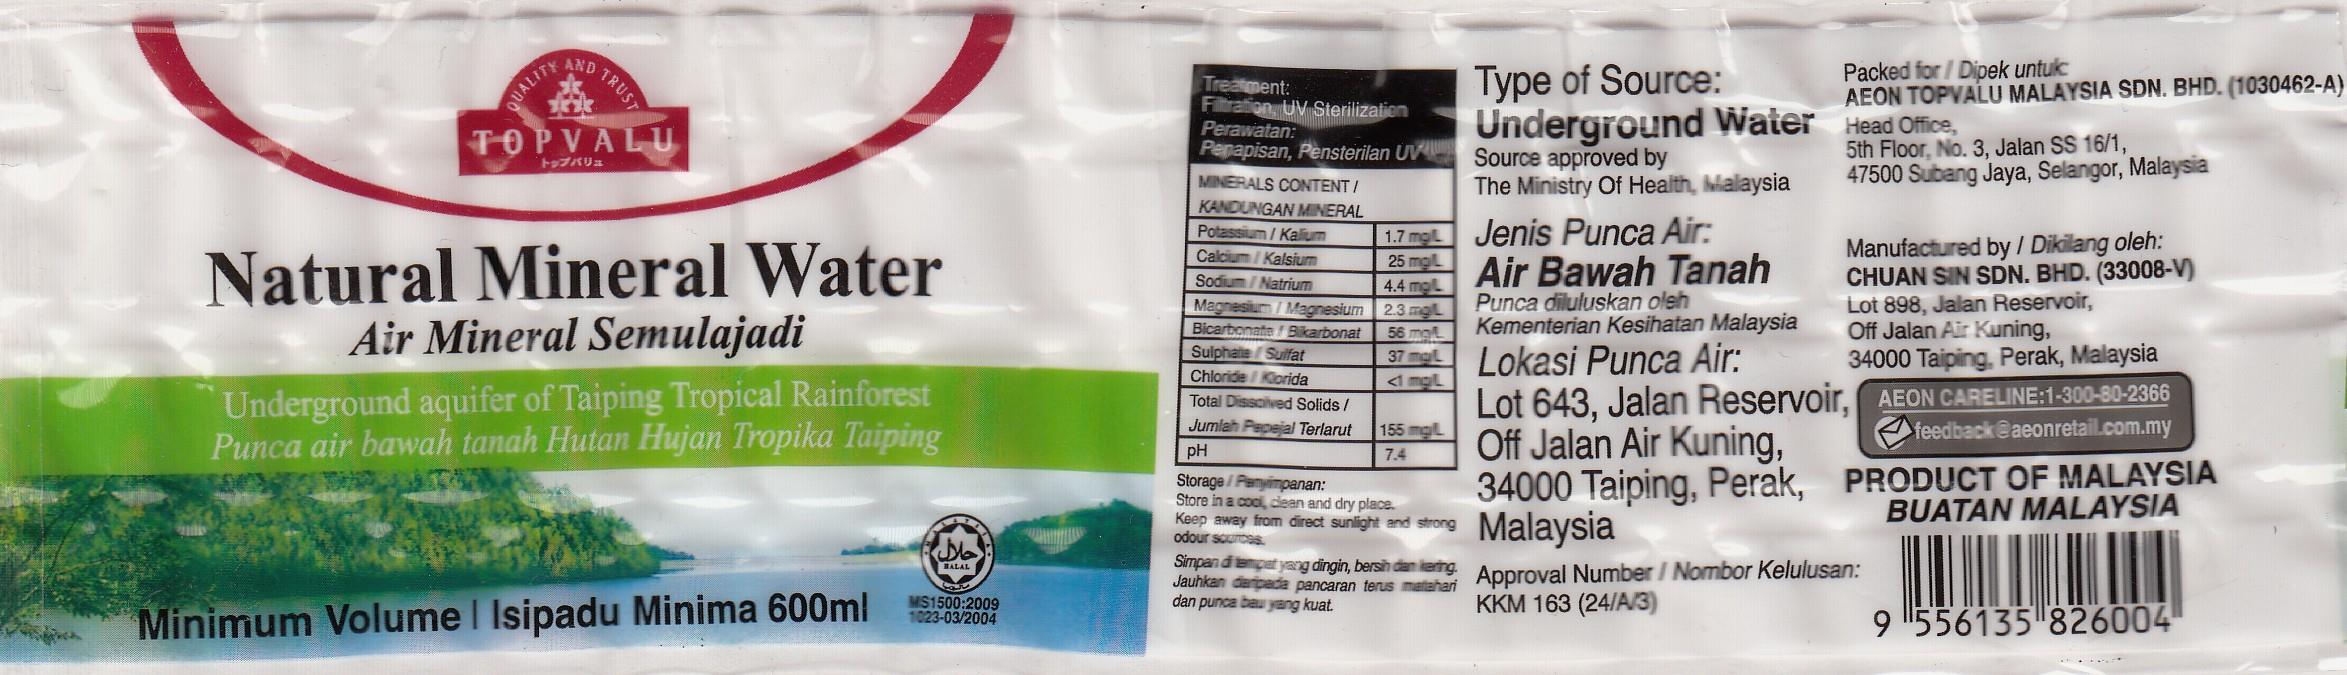 QUALITY AND TRUST
TOPVALU
トップバリュ
Natural Mineral Water
Air Mineral Semulajadi
Underground aquifer of Taiping Tropical Rainforest
Punca air bawah tanah Hutan Hujan Tropika Taiping
Minimum Volume | Isipadu Minima 600ml
حلال
HALAL
MS1500:2009
1023-03/2004
Treatment:
Filtration, UV Sterilization
Perawatan:
Penapisan, Pensterilan UV
MINERALS CONTENT /
KANDUNGAN MINERAL
Potassium / Kalium 1.7 mg/L
Calcium / Kalsium 25 mg/L
Sodium / Natrium 4.4 mg/L
Magnesium / Magnesium 2.3 mg/L
Bicarbonate / Bikarbonat 56 mg/L
Sulphate / Sulfat 37 mg/L
Chloride / Klorida <1 mg/L
Total Dissolved Solids /
Jumlah Pepejal Terlarut 155 mg/L
pH 7.4
Storage / Penyimpanan:
Store in a cool, clean and dry place.
Keep away from direct sunlight and strong
odour sources.
Simpan di tempat yang dingin, bersih dan kering.
Jauhkan daripada pancaran terus matahari
dan punca bau yang kuat.
Type of Source:
Underground Water
Source approved by
The Ministry Of Health, Malaysia
Jenis Punca Air:
Air Bawah Tanah
Punca diluluskan oleh
Kementerian Kesihatan Malaysia
Lokasi Punca Air:
Lot 643, Jalan Reservoir,
Off Jalan Air Kuning,
34000 Taiping, Perak,
Malaysia
Approval Number / Nombor Kelulusan:
KKM 163 (24/A/3)
Packed for / Dipek untuk:
AEON TOPVALU MALAYSIA SDN. BHD. (1030462-A)
Head Office,
5th Floor, No. 3, Jalan SS 16/1,
47500 Subang Jaya, Selangor, Malaysia
Manufactured by / Dikilang oleh:
CHUAN SIN SDN. BHD. (33008-V)
Lot 898, Jalan Reservoir,
Off Jalan Air Kuning,
34000 Taiping, Perak, Malaysia
AEON CARELINE:1-300-80-2366
feedback@aeonretail.com.my
PRODUCT OF MALAYSIA
BUATAN MALAYSIA
9 556135 826004